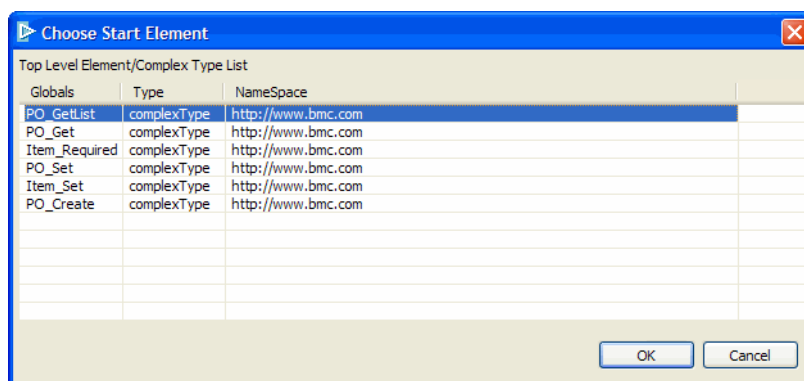 Choose Start Element
Top Level Element/Complex Type List
Globals Type NameSpace
PO_GetList complexType http://www.bmc.com
PO_Get complexType http://www.bmc.com
Item_Required complexType http://www.bmc.com
PO_Set complexType http://www.bmc.com
Item_Set complexType http://www.bmc.com
PO_Create complexType http://www.bmc.com
OK Cancel